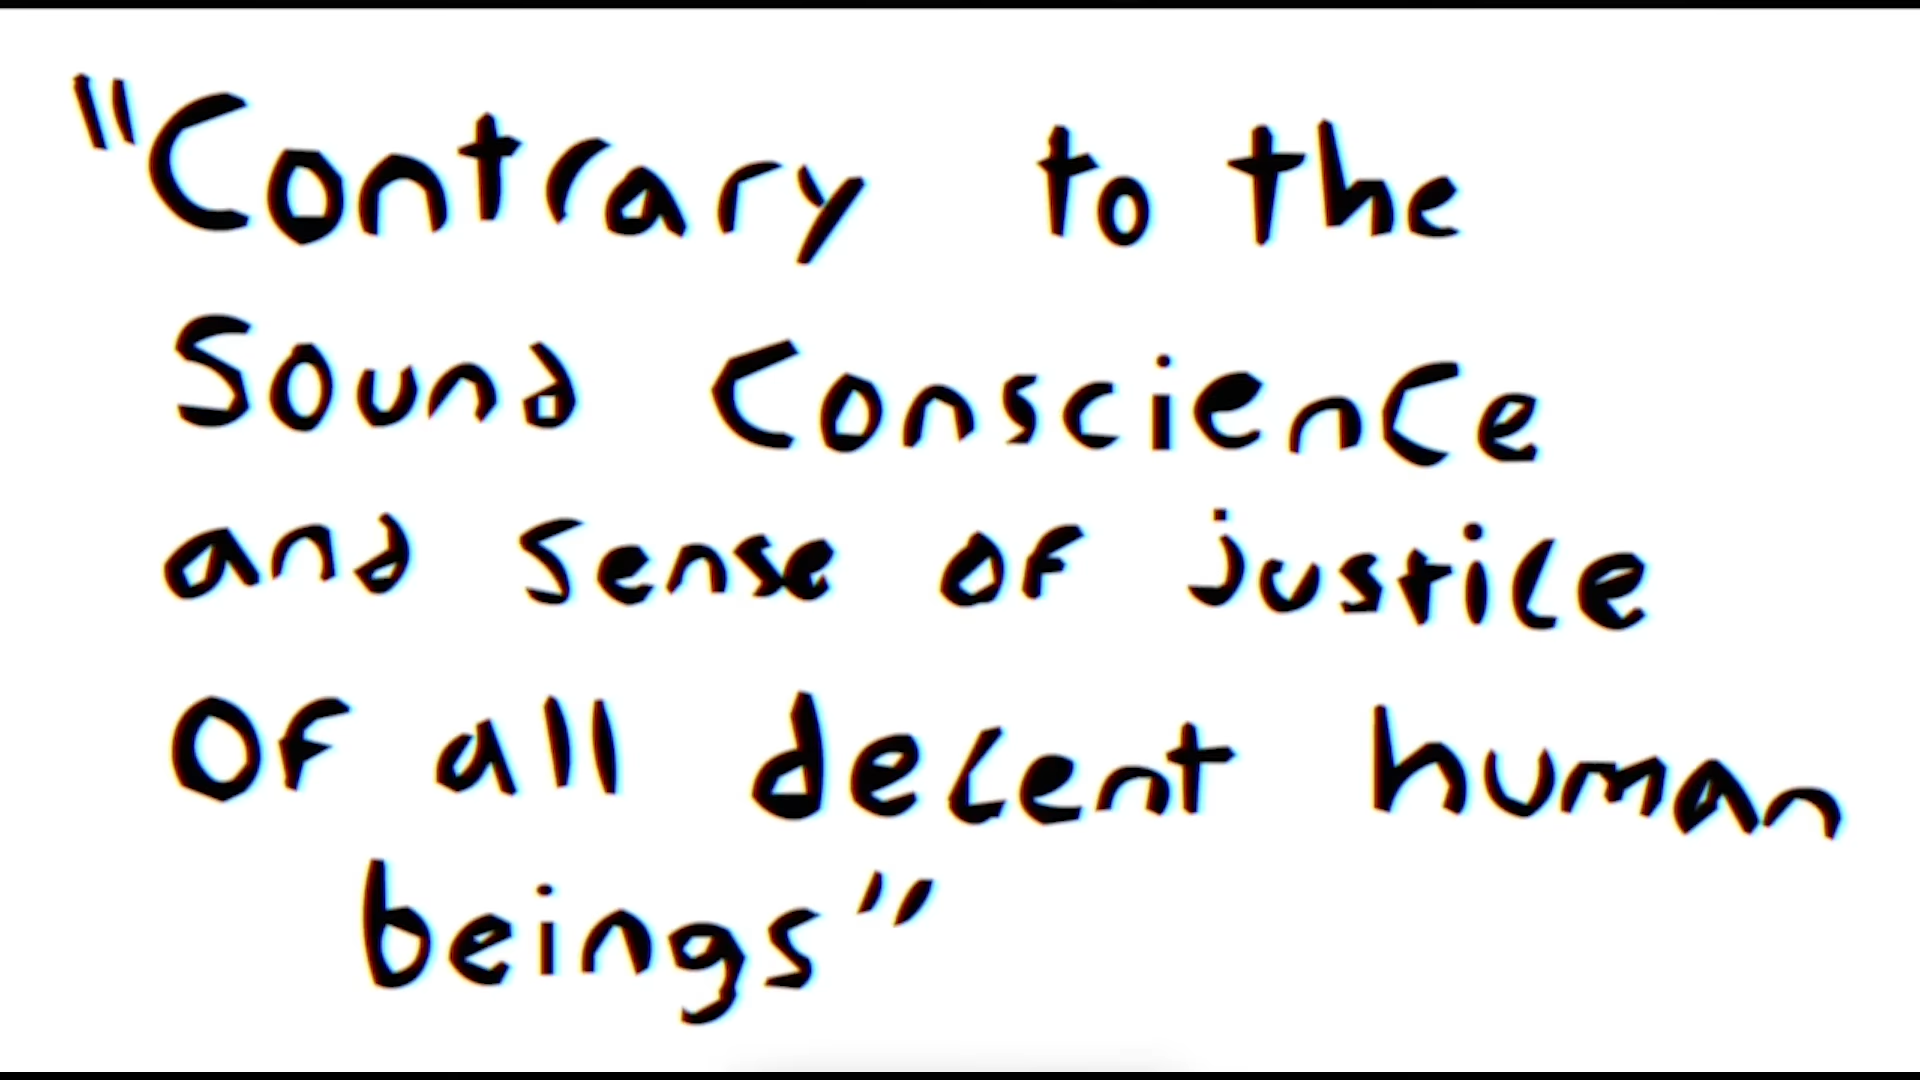 "Contrary to the
Sound Conscience
and sense of justice
Of all decent human
beings"